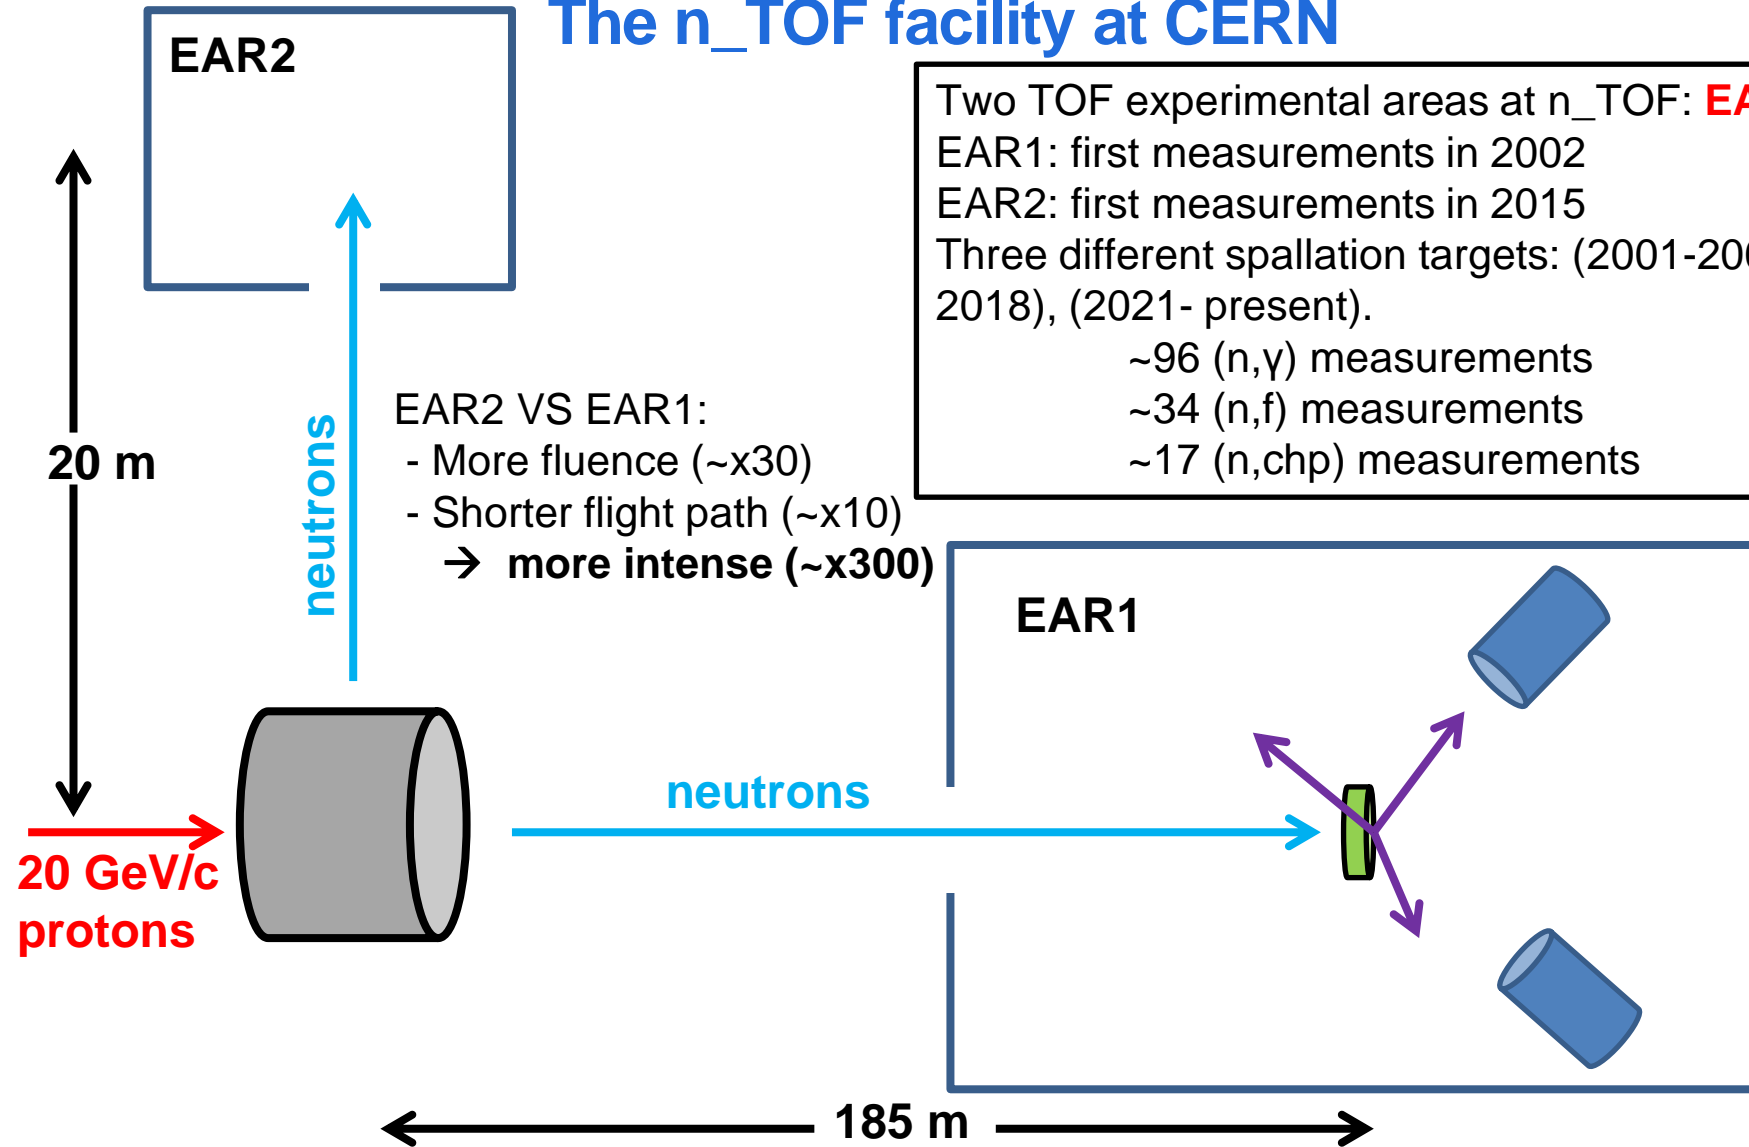 The n_TOF facility at CERN
EAR2
Two TOF experimental areas at n_TOF:
EAR1: first measurements in 2002
EAR2: first measurements in 2015
Three different spallation targets:
2018), (2021- present).
~96 (n,γ) measurements
~34 (n,f) measurements
~17 (n,chp) measurements
20 m
neutrons
EAR2 VS EAR1:
- More fluence (~x30)
- Shorter flight path (~x10)
→ more intense (~x300)
EAR1
neutrons
20 GeV/c
protons
185 m